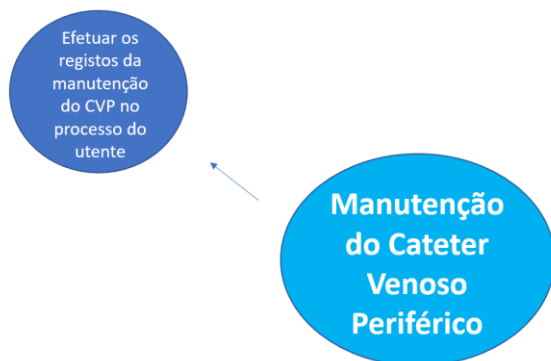 Efetuar os
registos da
manutenção
do CVP no
processo do
utente
Manutenção
do Cateter
Venoso
Periférico